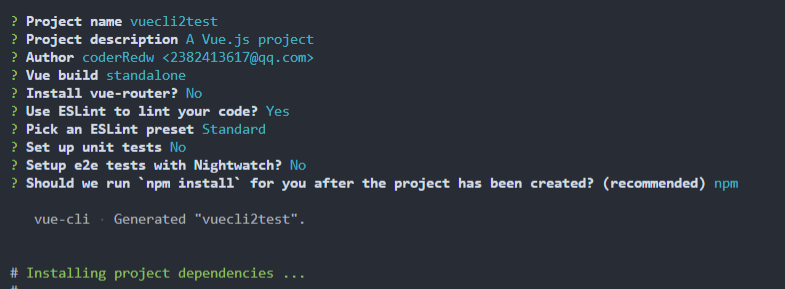 ? Project name vuecli2test
? Project description A Vue.js project
? Author coderRedw <2382413617@qq.com>
? Vue build standalone
? Install vue-router? No
? Use ESLint to lint your code? Yes
? Pick an ESLint preset Standard
? Set up unit tests No
? Setup e2e tests with Nightwatch? No
? Should we run `npm install` for you after the project has been created? (recommended) npm
vue-cli · Generated "vuecli2test".
# Installing project dependencies ...
#